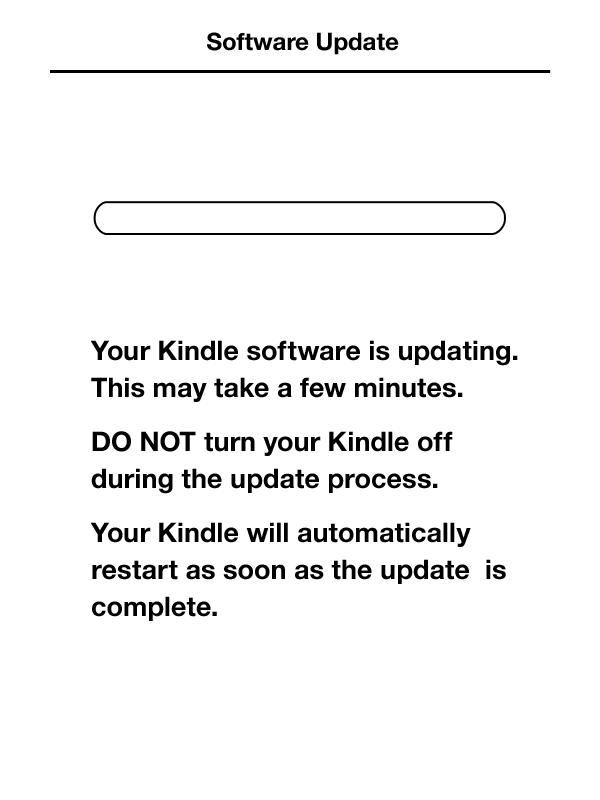 Software Update
Your Kindle software is updating.
This may take a few minutes.
DO NOT turn your Kindle off
during the update process.
Your Kindle will automatically
restart as soon as the update  is
complete.